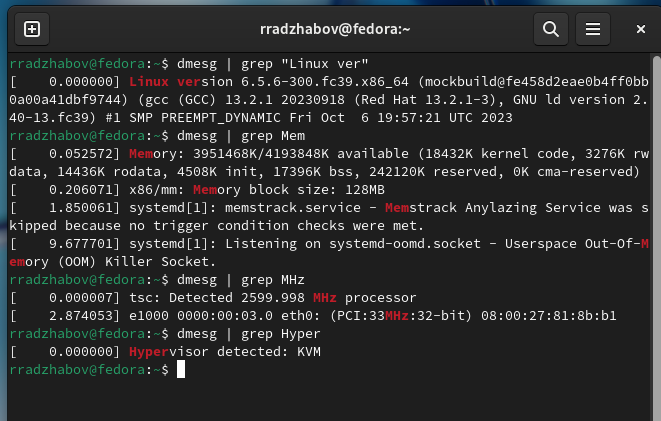 rradzhabov@fedora:~
rradzhabov@fedora:~$ dmesg | grep "Linux ver"
[    0.000000] Linux version 6.5.6-300.fc39.x86_64 (mockbuild@fe458d2eae0b4ff0bb
0a00a41dbf9744) (gcc (GCC) 13.2.1 20230918 (Red Hat 13.2.1-3), GNU ld version 2.
40-13.fc39) #1 SMP PREEMPT_DYNAMIC Fri Oct  6 19:57:21 UTC 2023
rradzhabov@fedora:~$ dmesg | grep Mem
[    0.052572] Memory: 3951468K/4193848K available (18432K kernel code, 3276K rw
data, 14436K rodata, 4508K init, 17396K bss, 242120K reserved, 0K cma-reserved)
[    0.206071] x86/mm: Memory block size: 128MB
[    1.850061] systemd[1]: memstrack.service - Memstrack Anylazing Service was s
kipped because no trigger condition checks were met.
[    9.677701] systemd[1]: Listening on systemd-oomd.socket - Userspace Out-Of-M
emory (OOM) Killer Socket.
rradzhabov@fedora:~$ dmesg | grep MHz
[    0.000007] tsc: Detected 2599.998 MHz processor
[    2.874053] e1000 0000:00:03.0 eth0: (PCI:33MHz:32-bit) 08:00:27:81:8b:b1
rradzhabov@fedora:~$ dmesg | grep Hyper
[    0.000000] Hypervisor detected: KVM
rradzhabov@fedora:~$